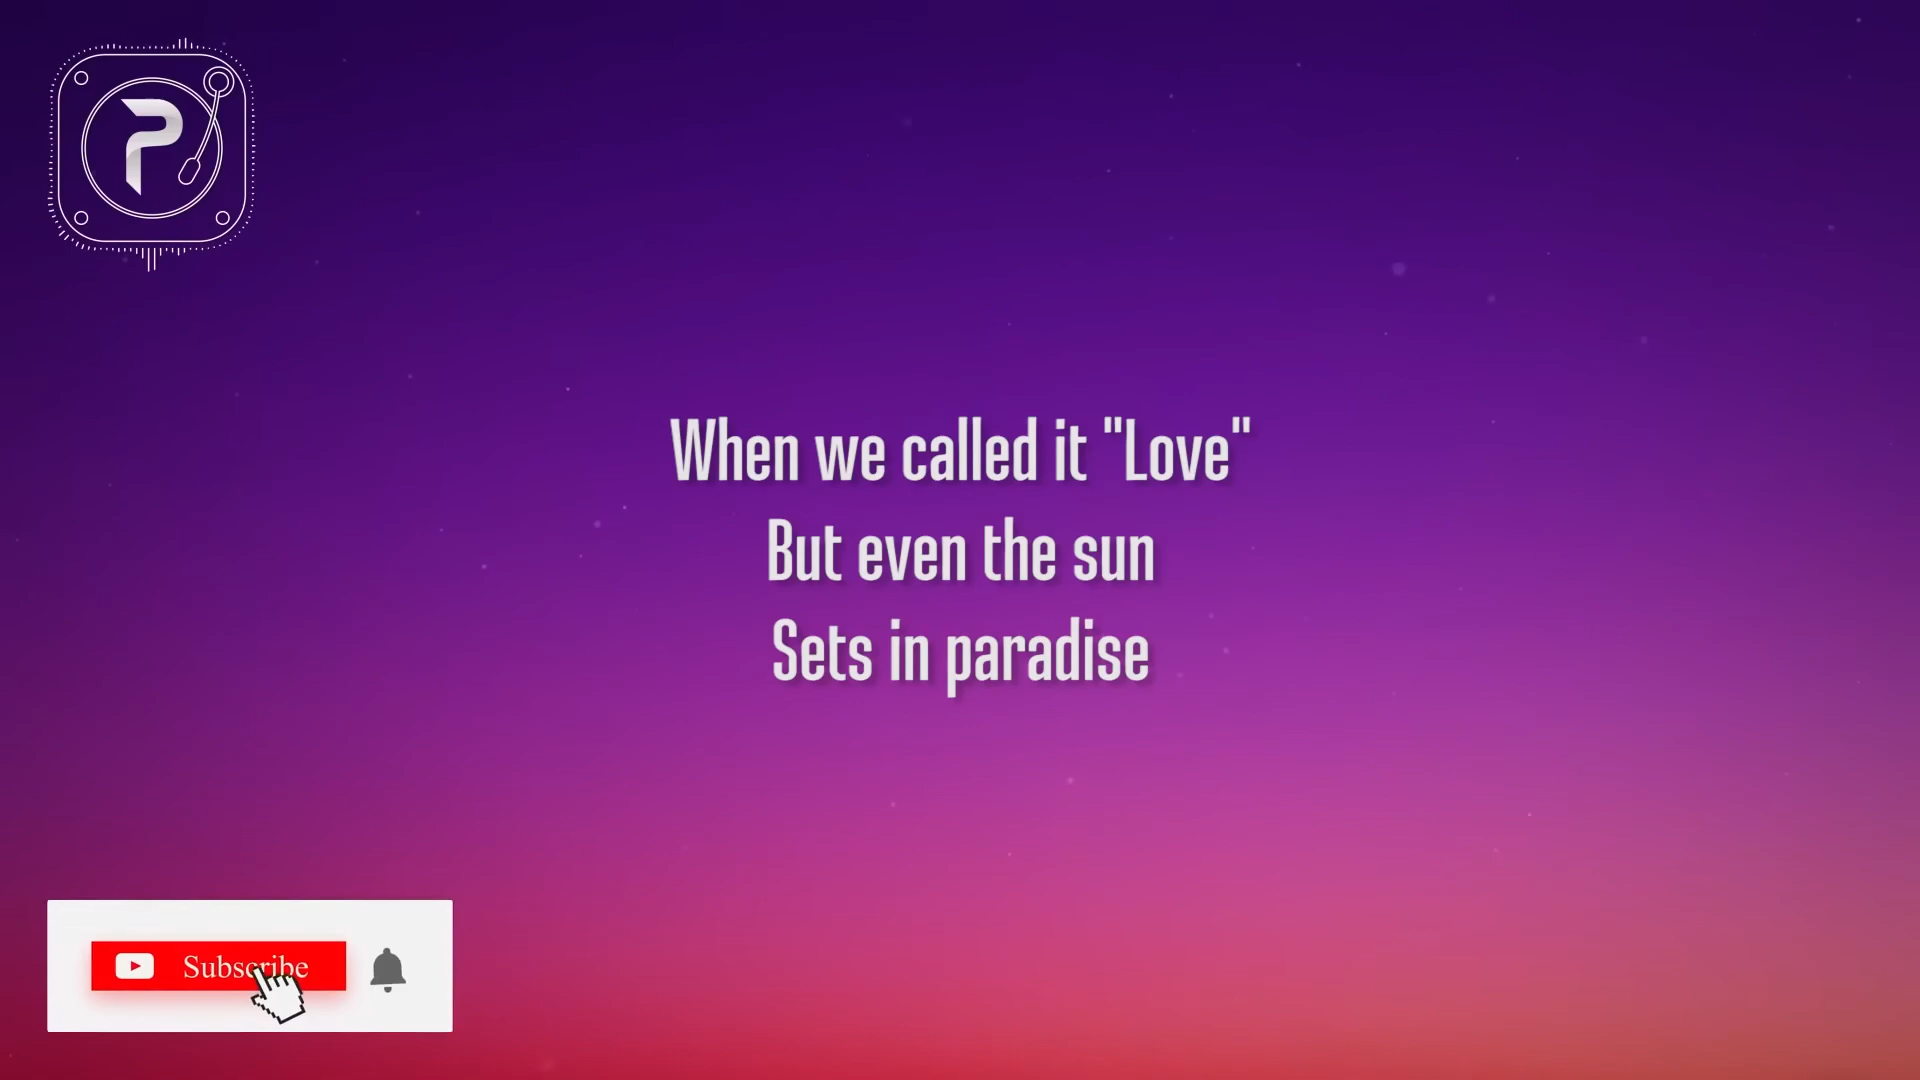 P
When we called it "Love"
But even the sun
Sets in paradise
Subscribe